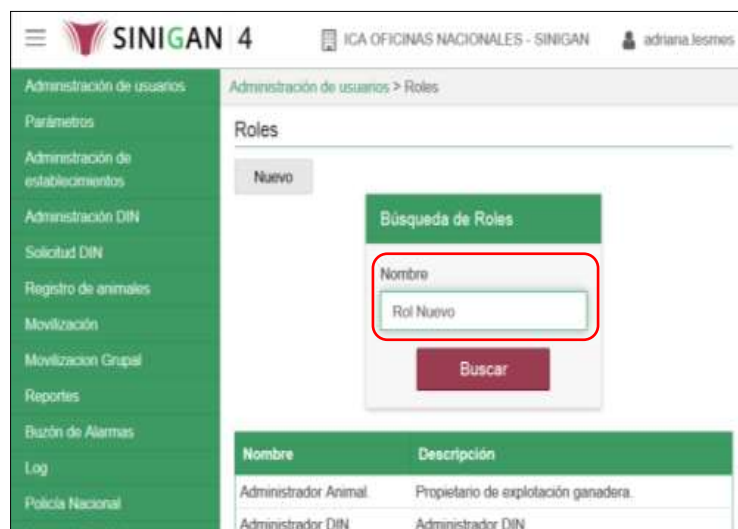 SINIGAN 4
ICA OFICINAS NACIONALES - SINIGAN
adriana.lesmes
Administración de usuarios
Parámetros
Administración de
establecimientos
Administración DIN
Solicitud DIN
Registro de animales
Movilización
Movilizacion Grupal
Reportes
Buzón de Alarmas
Log
Policía Nacional
Administración de usuarios > Roles
Roles
Nuevo
Búsqueda de Roles
Nombre
Rol Nuevo
Buscar
Nombre Descripción
Administrador Animal. Propietario de explotación ganadera.
Administrador DIN Administrador DIN